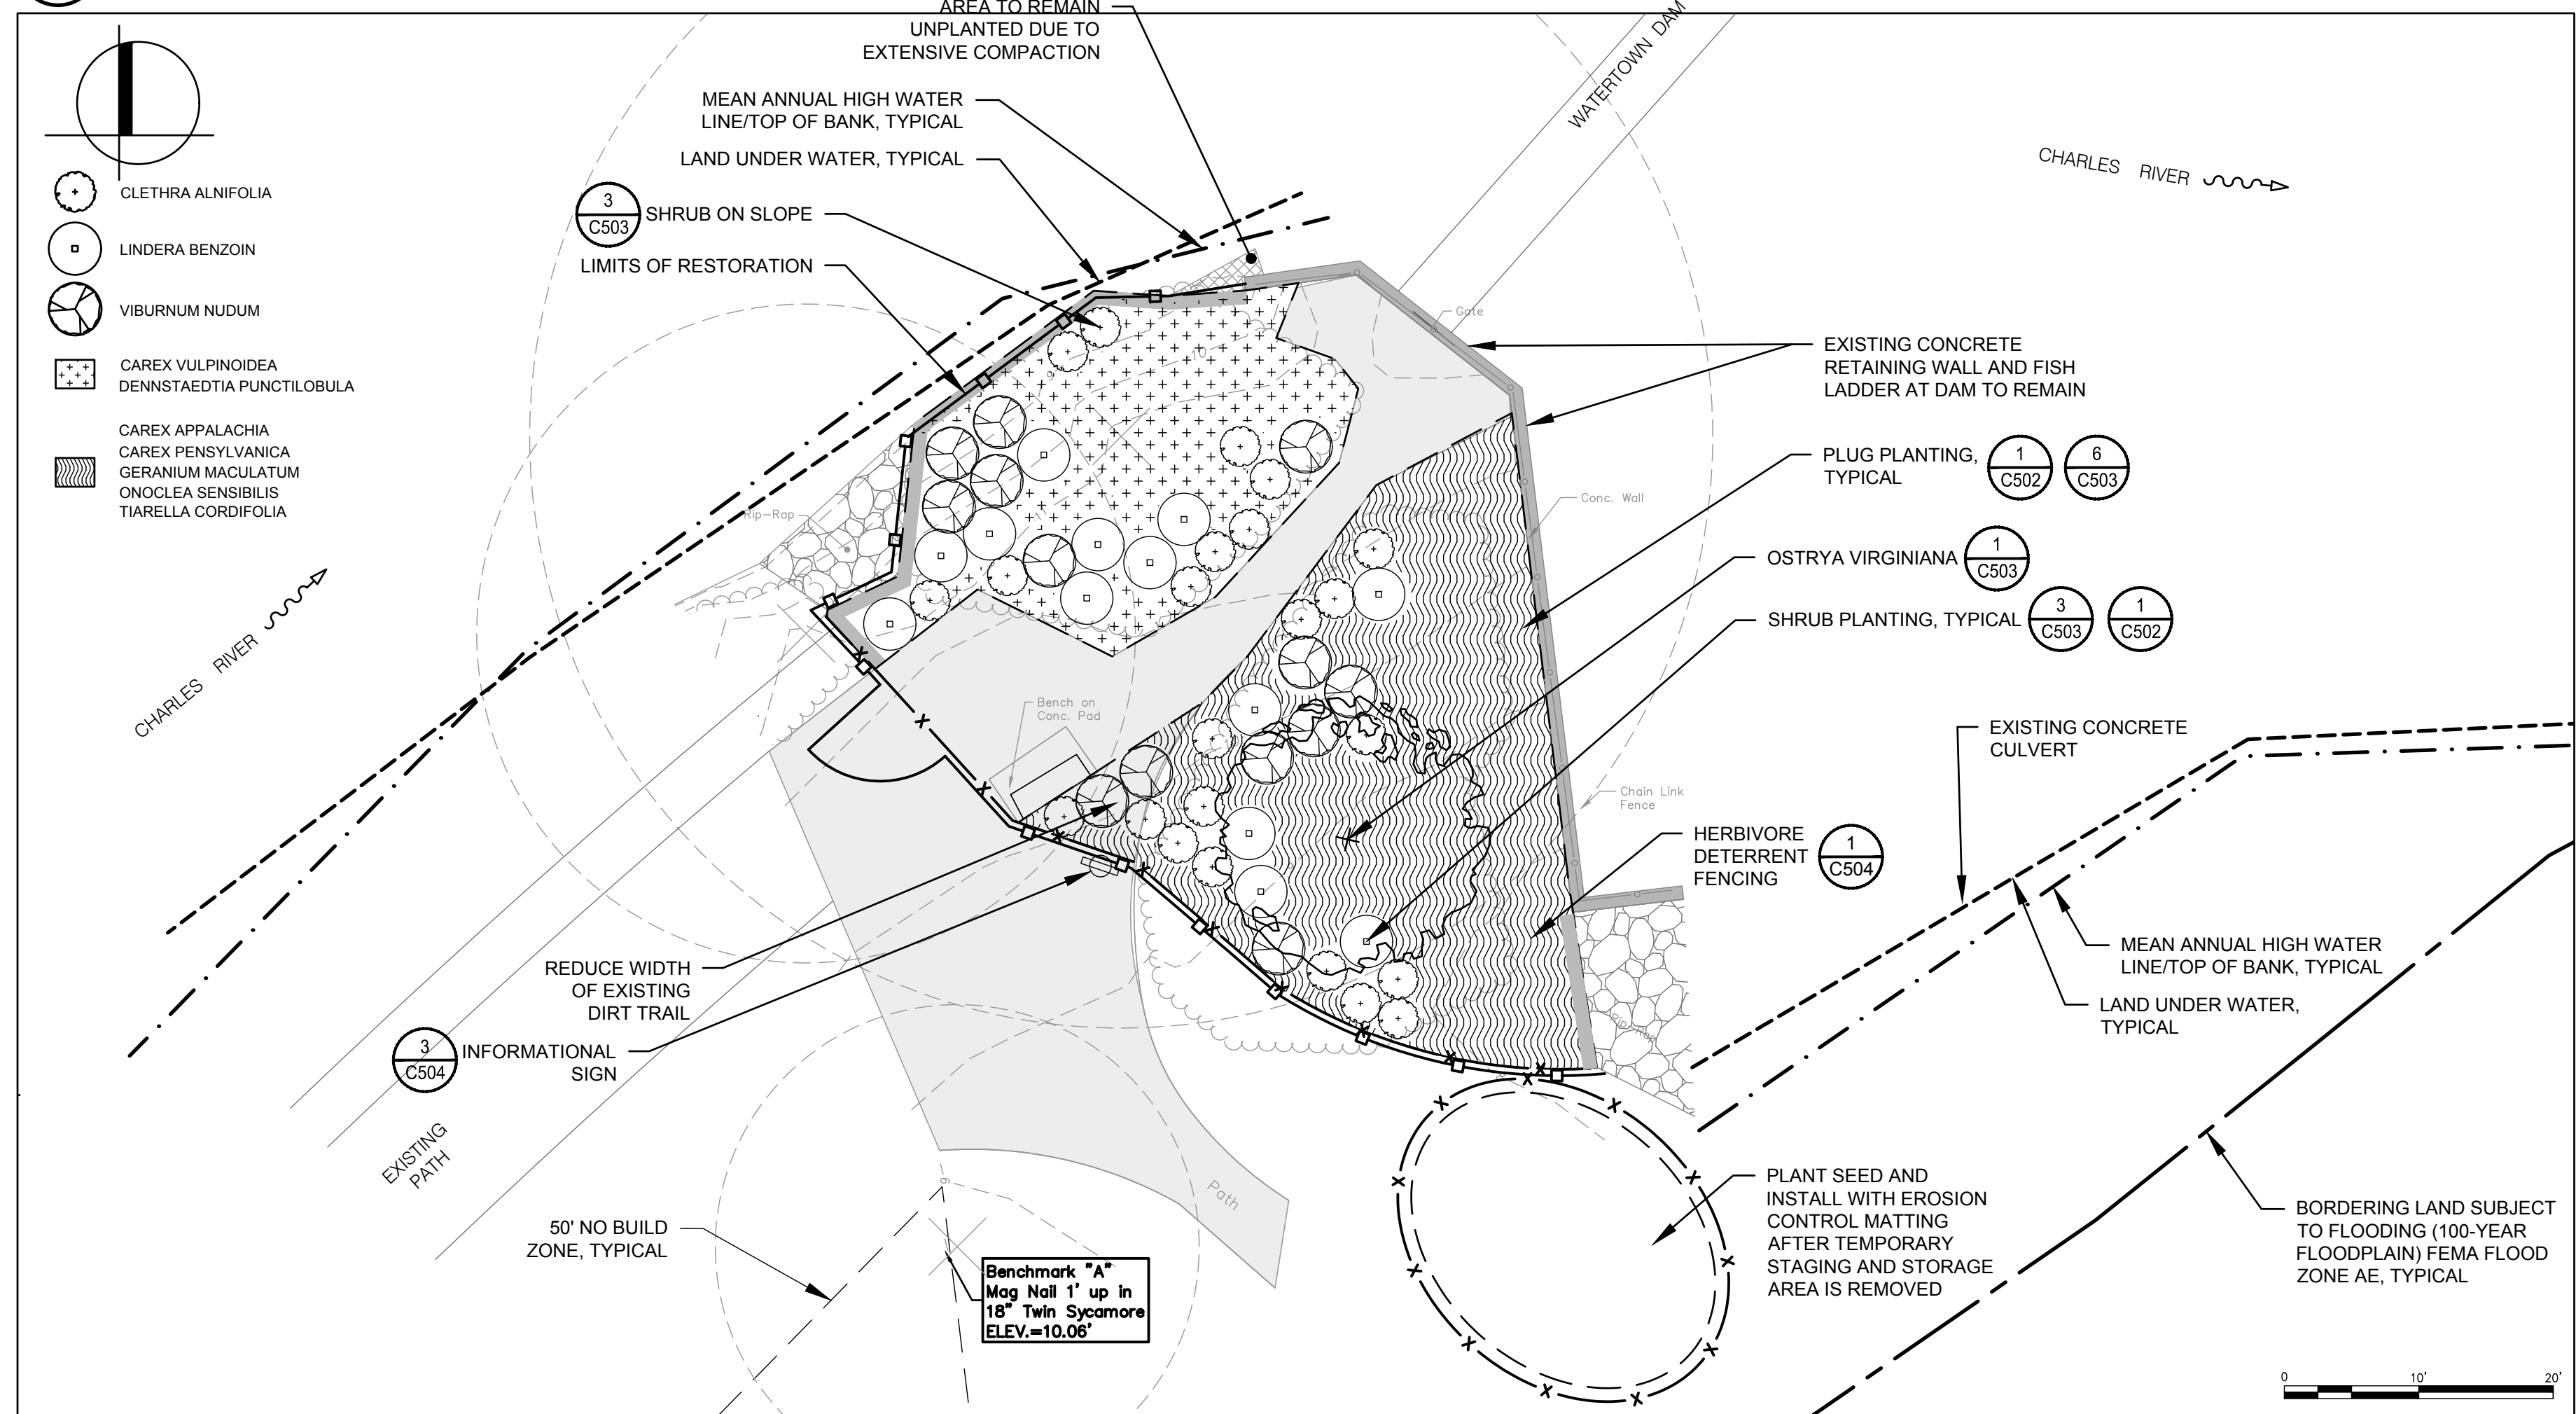 AREA TO REMAIN
UNPLANTED DUE TO
EXTENSIVE COMPACTION
MEAN ANNUAL HIGH WATER
LINE/TOP OF BANK, TYPICAL
LAND UNDER WATER, TYPICAL
3
C503
SHRUB ON SLOPE
LIMITS OF RESTORATION
CLETHRA ALNIFOLIA
LINDERA BENZOIN
VIBURNUM NUDUM
CAREX VULPINOIDEA
DENNSTAEDTIA PUNCTILOBULA
CAREX APPALACHIA
CAREX PENSYLVANICA
GERANIUM MACULATUM
ONOCLEA SENSIBILIS
TIARELLA CORDIFOLIA
WATERTOWN DAM
CHARLES RIVER
Gate
10
9
11
EXISTING CONCRETE
RETAINING WALL AND FISH
LADDER AT DAM TO REMAIN
PLUG PLANTING,
TYPICAL
1
C502
6
C503
Conc. Wall
Rip-Rap
OSTRYA VIRGINIANA
1
C503
SHRUB PLANTING, TYPICAL
3
C503
1
C502
CHARLES RIVER
Bench on
Conc. Pad
EXISTING CONCRETE
CULVERT
Chain Link
Fence
HERBIVORE
DETERRENT
FENCING
1
C504
MEAN ANNUAL HIGH WATER
LINE/TOP OF BANK, TYPICAL
LAND UNDER WATER,
TYPICAL
REDUCE WIDTH
OF EXISTING
DIRT TRAIL
3
C504
INFORMATIONAL
SIGN
Rip-Rap
EXISTING
PATH
Path
9
50' NO BUILD
ZONE, TYPICAL
Benchmark "A"
Mag Nail 1' up in
18" Twin Sycamore
ELEV.=10.06'
PLANT SEED AND
INSTALL WITH EROSION
CONTROL MATTING
AFTER TEMPORARY
STAGING AND STORAGE
AREA IS REMOVED
BORDERING LAND SUBJECT
TO FLOODING (100-YEAR
FLOODPLAIN) FEMA FLOOD
ZONE AE, TYPICAL
0 10' 20'